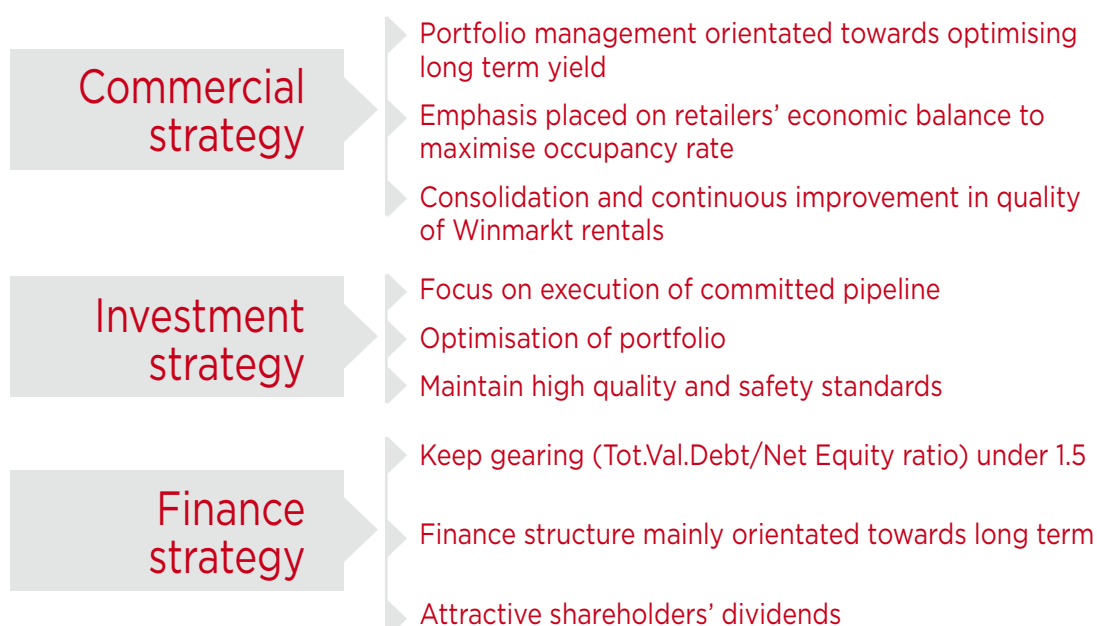 Commercial
strategy
Portfolio management orientated towards optimising
long term yield
Emphasis placed on retailers’ economic balance to
maximise occupancy rate
Consolidation and continuous improvement in quality
of Winmarkt rentals
Investment
strategy
Focus on execution of committed pipeline
Optimisation of portfolio
Maintain high quality and safety standards
Finance
strategy
Keep gearing (Tot.Val.Debt/Net Equity ratio) under 1.5
Finance structure mainly orientated towards long term
Attractive shareholders’ dividends